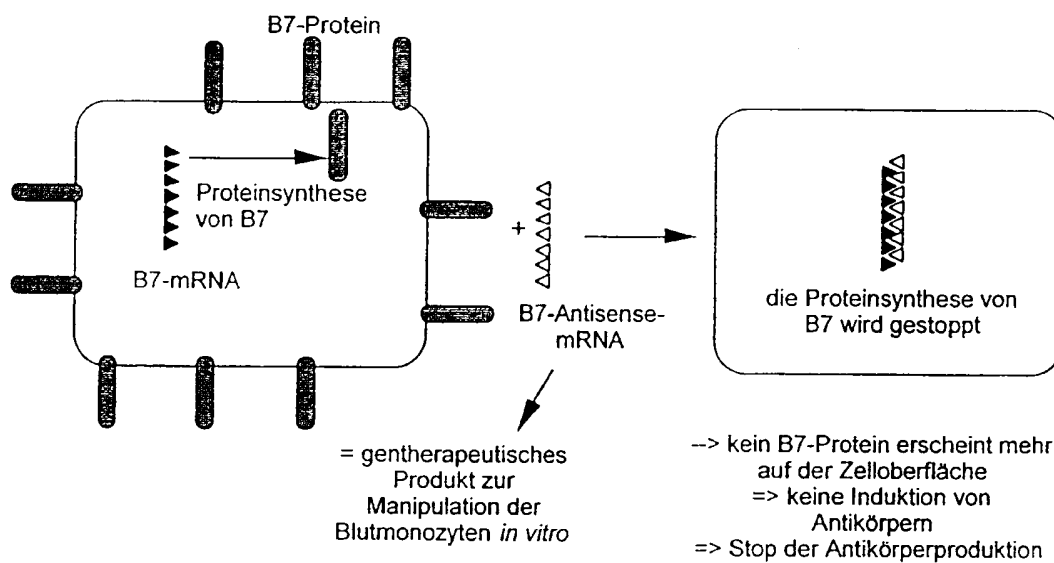 B7-Protein
Proteinsynthese
von B7
B7-mRNA
+
B7-Antisense-
mRNA
= gentherapeutisches
Produkt zur
Manipulation der
Blutmonozyten in vitro
die Proteinsynthese von
B7 wird gestoppt
--> kein B7-Protein erscheint mehr
auf der Zelloberfläche
=> keine Induktion von
Antikörpern
=> Stop der Antikörperproduktion